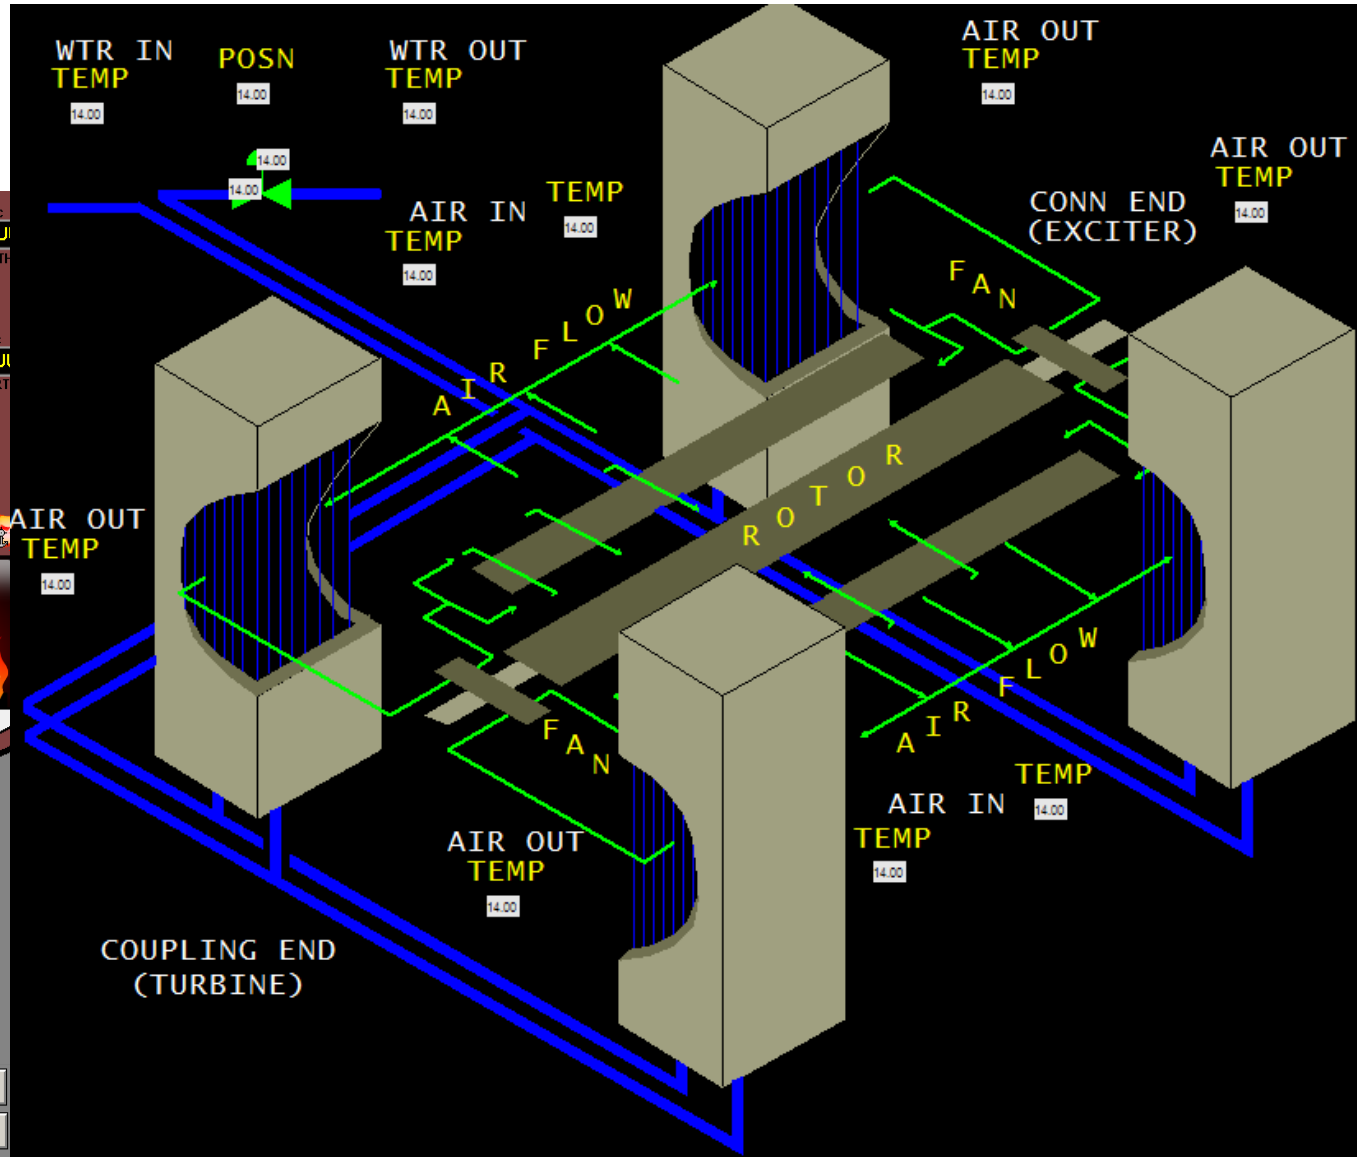 WTR IN
TEMP
14.00
POSN
14.00
WTR OUT
TEMP
14.00
14.00
14.00
AIR OUT
TEMP
14.00
AIR OUT
TEMP
14.00
CONN END
(EXCITER)
AIR IN
TEMP
14.00
TEMP
14.00
FAN
AIR FLOW
ROTOR
AIR OUT
TEMP
14.00
AIR FLOW
FAN
TEMP
14.00
AIR IN
TEMP
14.00
AIR OUT
TEMP
14.00
COUPLING END
(TURBINE)